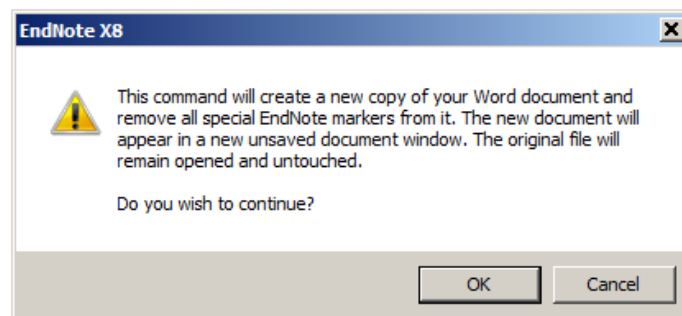 EndNote X8
This command will create a new copy of your Word document and
remove all special EndNote markers from it. The new document will
appear in a new unsaved document window. The original file will
remain opened and untouched.
Do you wish to continue?
OK
Cancel